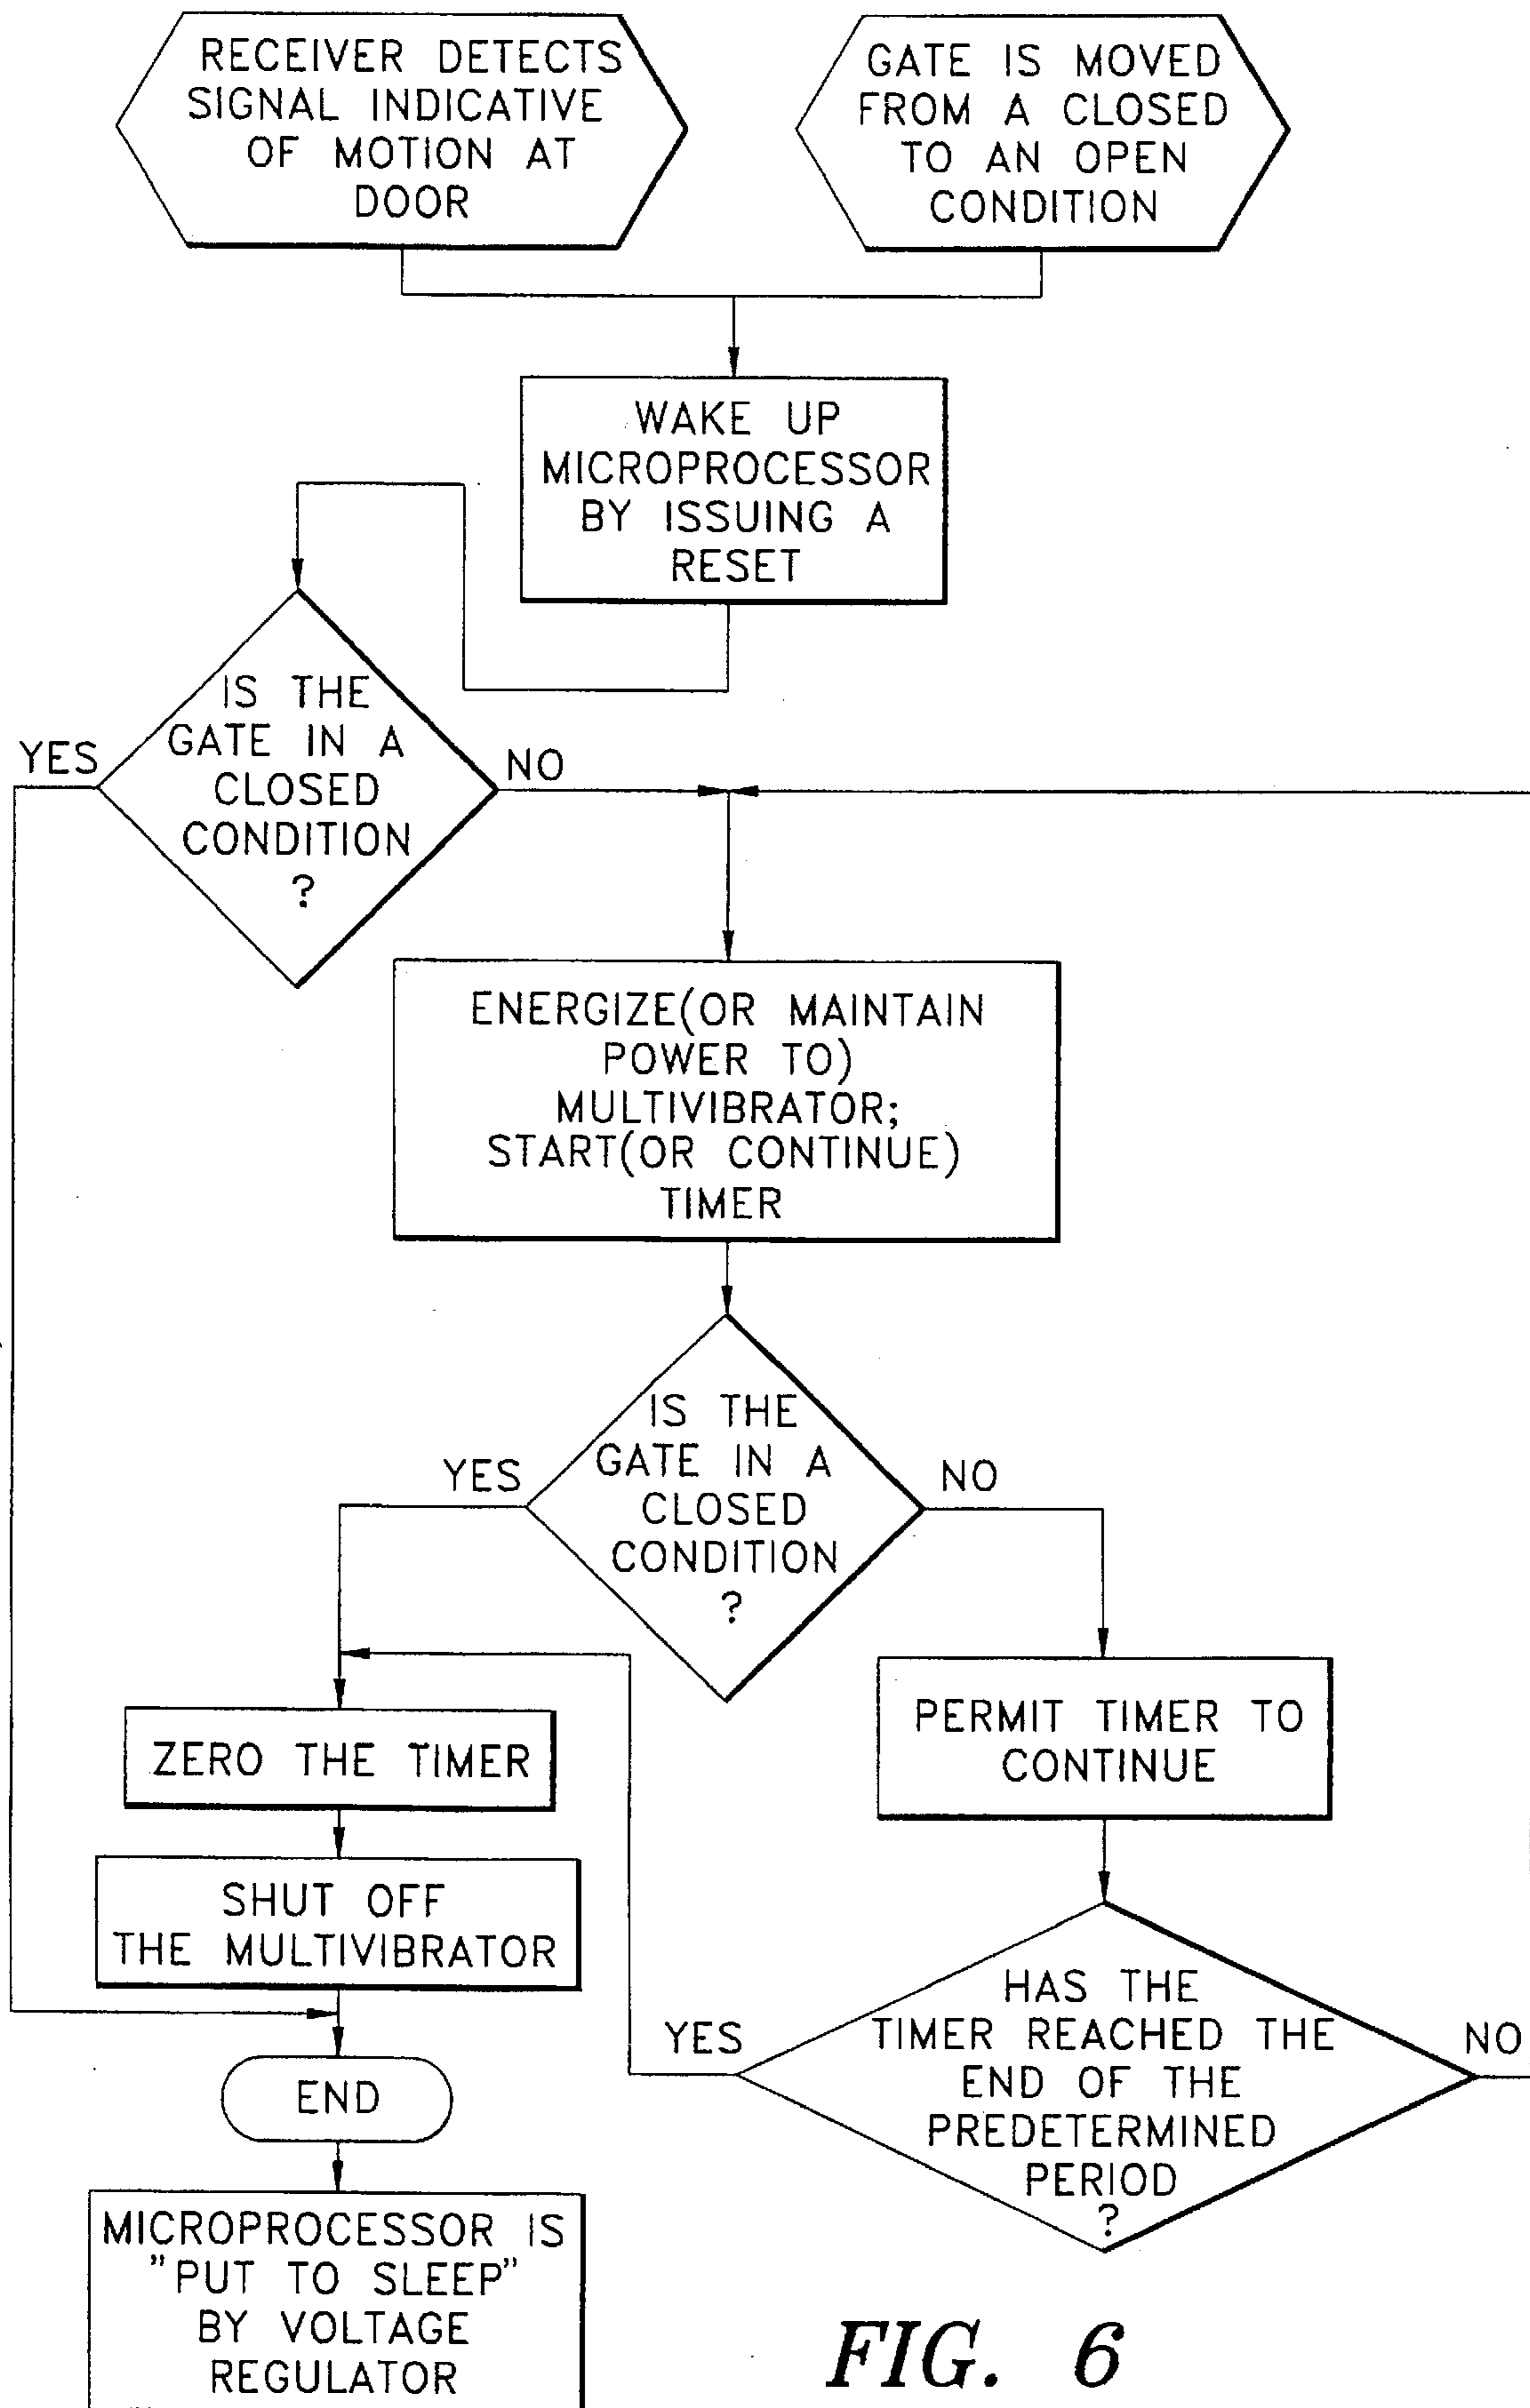 RECEIVER DETECTS
SIGNAL INDICATIVE
OF MOTION AT
DOOR
GATE IS MOVED
FROM A CLOSED
TO AN OPEN
CONDITION
WAKE UP
MICROPROCESSOR
BY ISSUING A
RESET
IS THE
GATE IN A
CLOSED
CONDITION
?
YES
NO
ENERGIZE(OR MAINTAIN
POWER TO)
MULTIVIBRATOR;
START(OR CONTINUE)
TIMER
IS THE
GATE IN A
CLOSED
CONDITION
?
YES
NO
ZERO THE TIMER
PERMIT TIMER TO
CONTINUE
SHUT OFF
THE MULTIVIBRATOR
HAS THE
TIMER REACHED THE
END OF THE
PREDETERMINED
PERIOD
?
YES
NO
END
MICROPROCESSOR IS
"PUT TO SLEEP"
BY VOLTAGE
REGULATOR
FIG. 6